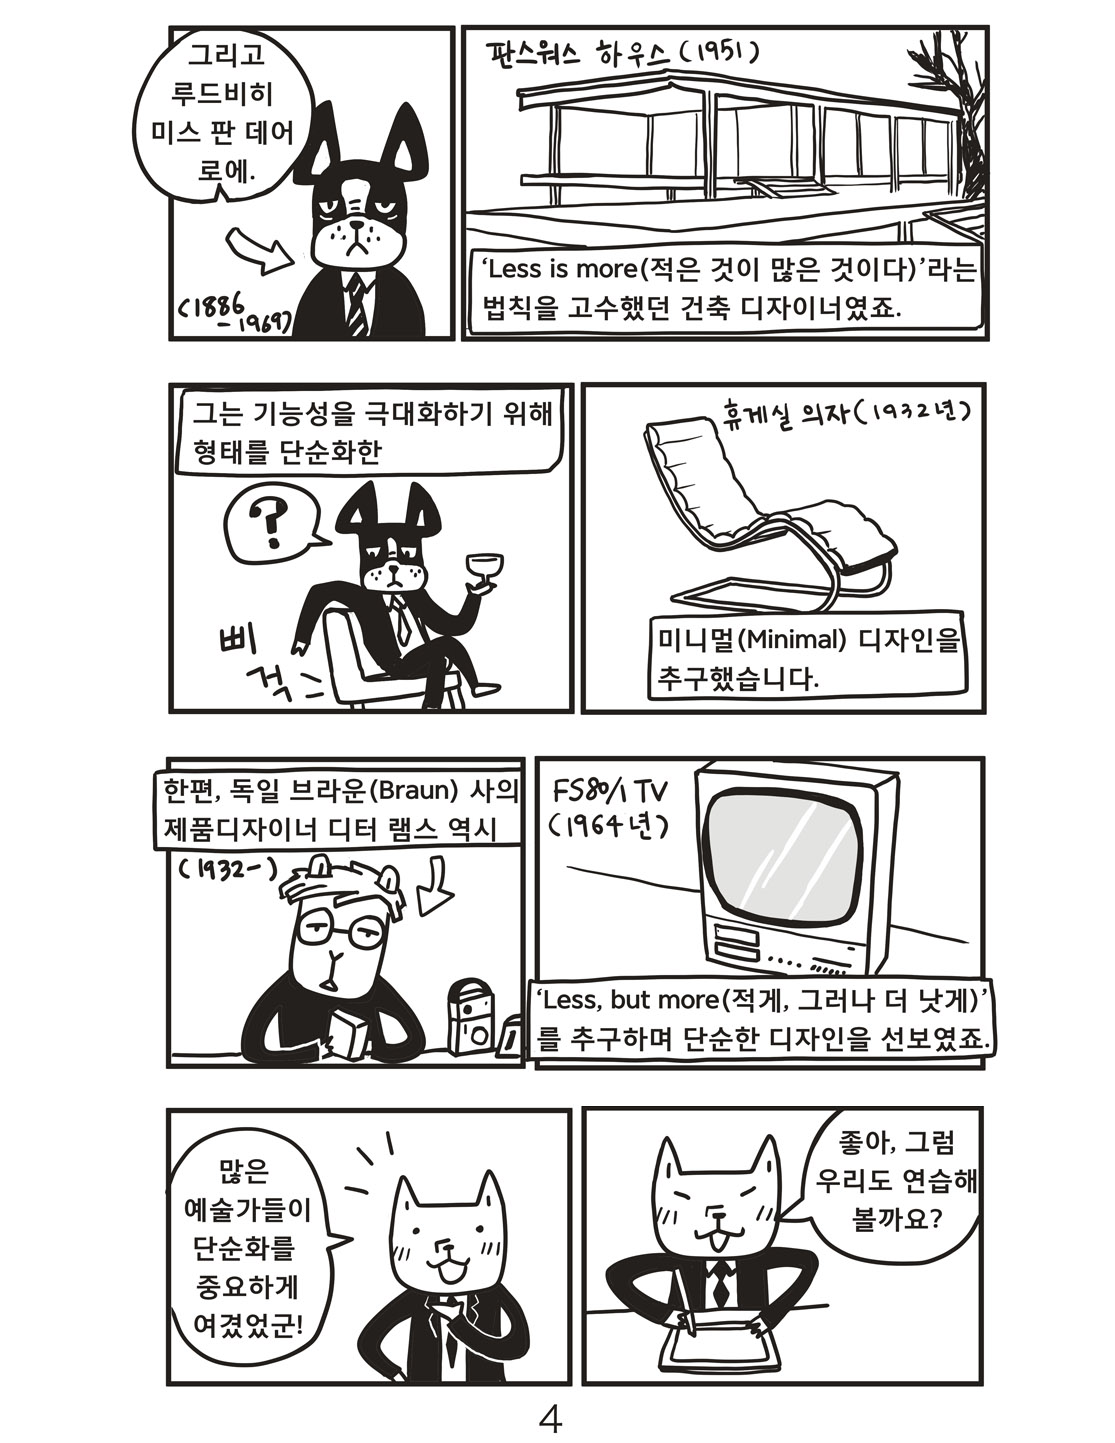 그리고
루드비히
미스 판 데어
로에.
(1886
-1969)
판스워스 하우스(1951)
‘Less is more(적은 것이 많은 것이다)’라는
법칙을 고수했던 건축 디자이너였죠.
그는 기능성을 극대화하기 위해
형태를 단순화한
?
삐
걱
휴게실 의자(1932년)
미니멀(Minimal) 디자인을
추구했습니다.
한편, 독일 브라운(Braun) 사의
제품디자이너 디터 램스 역시
(1932-)
FS80/1 TV
(1964년)
‘Less, but more(적게, 그러나 더 낫게)’
를 추구하며 단순한 디자인을 선보였죠.
많은
예술가들이
단순화를
중요하게
여겼었군!
좋아, 그럼
우리도 연습해
볼까요?
4